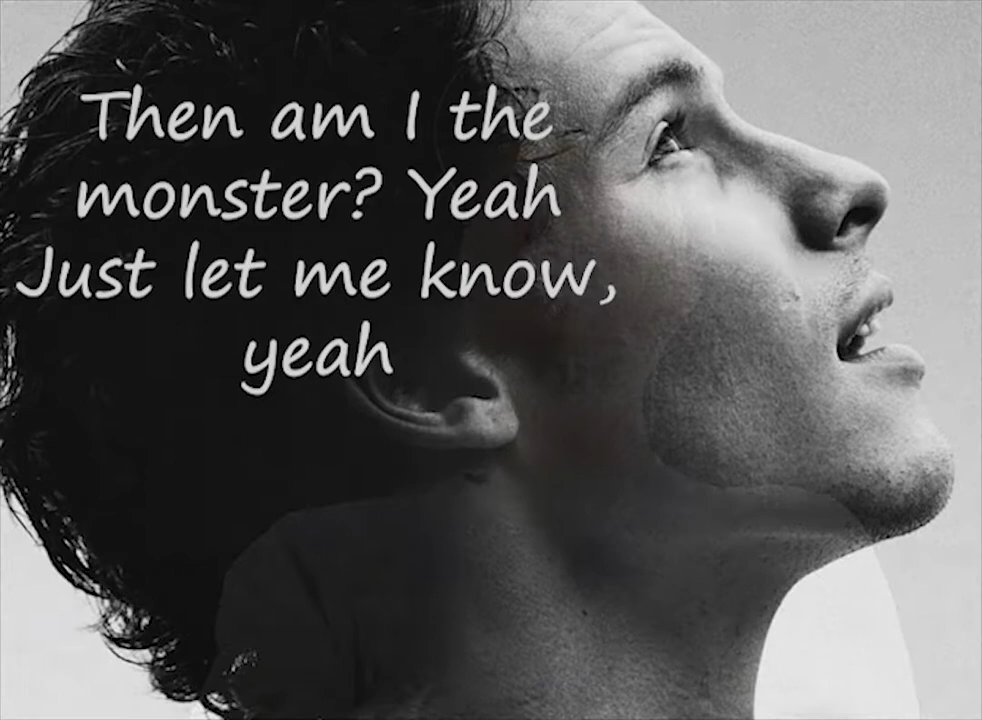 Then am I the
monster? Yeah
Just let me know,
yeah